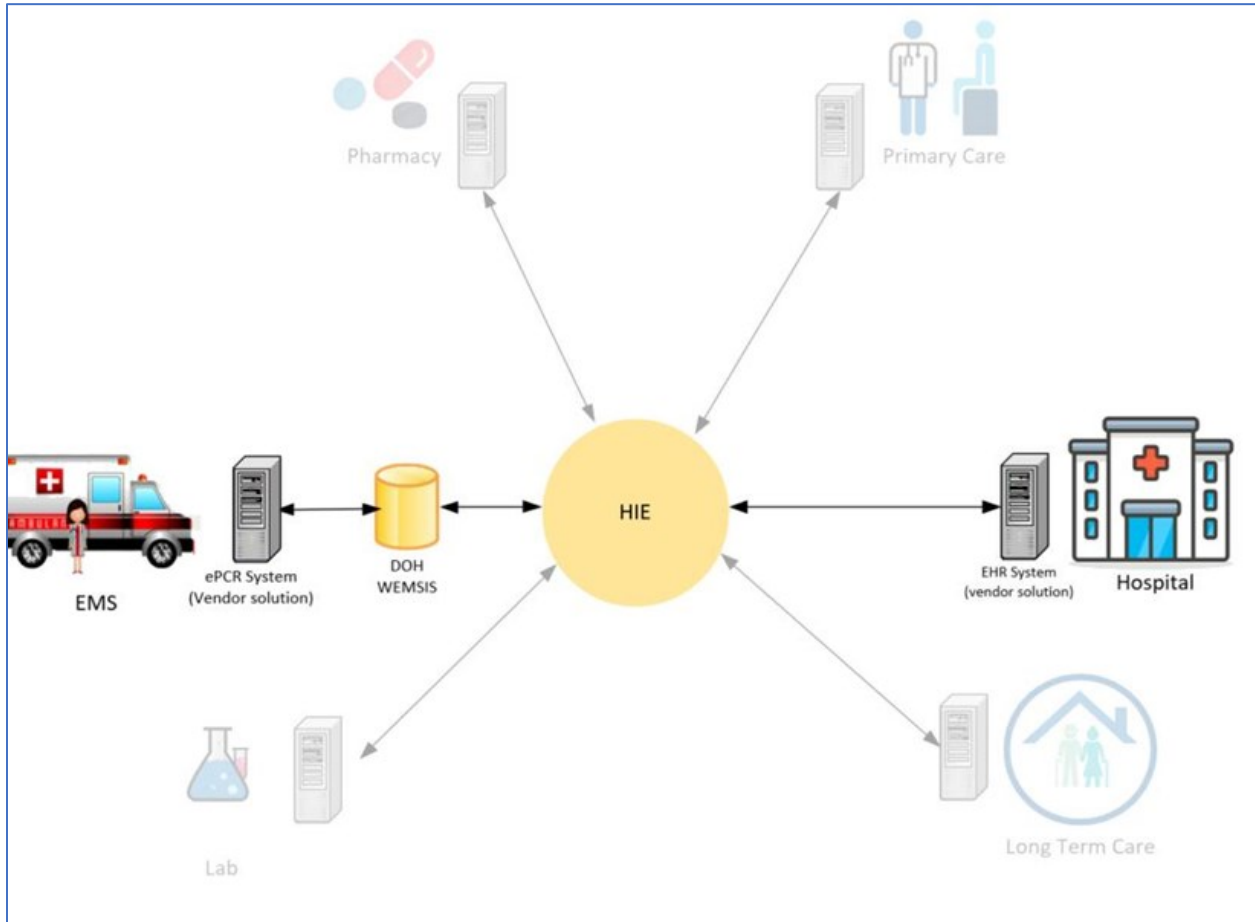 Pharmacy
Primary Care
AMBULAN
HIE
DOH
WEMSIS
ePCR System
(Vendor solution)
EMS
EHR System
(vendor solution)
Hospital
Lab
Long Term Care